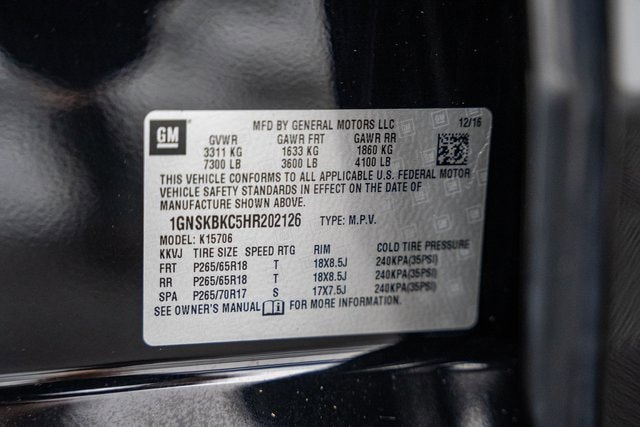 GM
MFD BY GENERAL MOTORS LLC 12/16
GVWR GAWR FRT GAWR RR
3311 KG 1633 KG 1860 KG
7300 LB 3600 LB 4100 LB
THIS VEHICLE CONFORMS TO ALL APPLICABLE U.S. FEDERAL MOTOR
VEHICLE SAFETY STANDARDS IN EFFECT ON THE DATE OF
MANUFACTURE SHOWN ABOVE.
1GNSKBKC5HR202126 TYPE: M.P.V.
MODEL: K15706
KKVJ TIRE SIZE SPEED RTG RIM COLD TIRE PRESSURE
FRT P265/65R18 T 18X8.5J 240KPA(35PSI)
RR P265/65R18 T 18X8.5J 240KPA(35PSI)
SPA P265/70R17 S 17X7.5J 240KPA(35PSI)
SEE OWNER'S MANUAL FOR MORE INFORMATION.